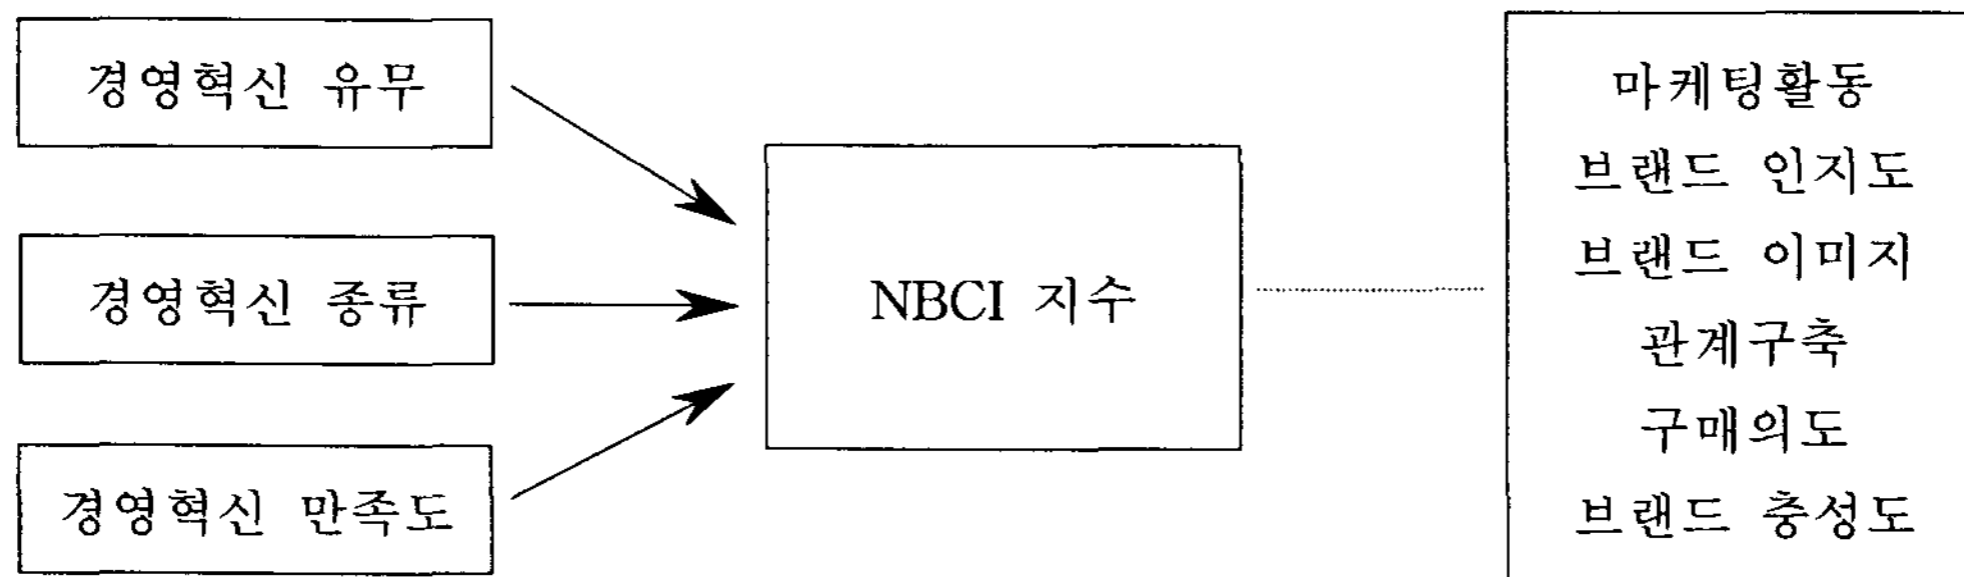 경영혁신 유무
경영혁신 종류
경영혁신 만족도
NBCI 지수
마케팅활동
브랜드 인지도
브랜드 이미지
관계구축
구매의도
브랜드 충성도